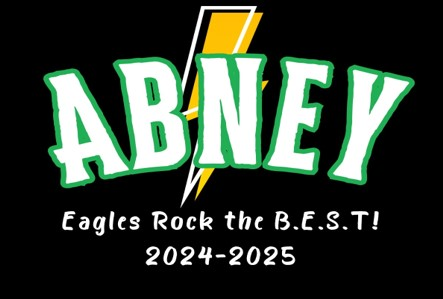 ABNEY
Eagles Rock the B.E.S.T!
2024-2025